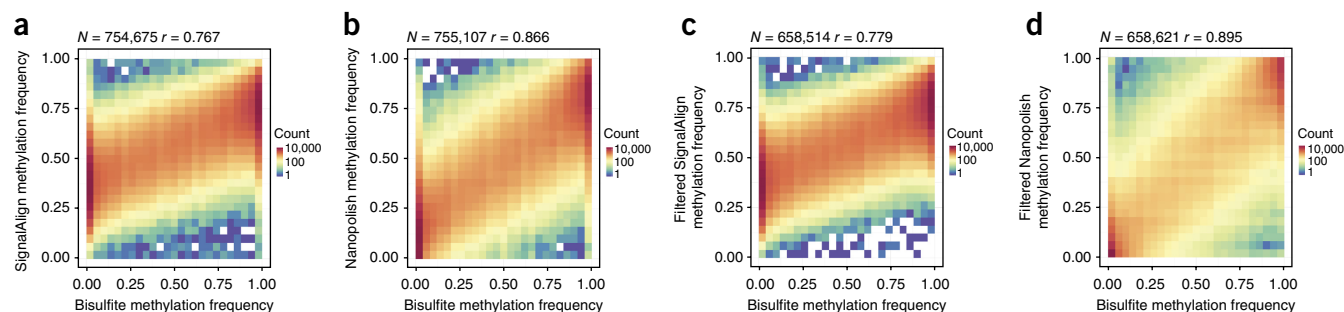 a
N = 754,675 r = 0.767
SignalAlign methylation frequency
1.00
0.75
0.50
0.25
0.00
0.00 0.25 0.50 0.75 1.00
Bisulfite methylation frequency
Count
10,000
100
1
b
N = 755,107 r = 0.866
Nanopolish methylation frequency
1.00
0.75
0.50
0.25
0.00
0.00 0.25 0.50 0.75 1.00
Bisulfite methylation frequency
Count
10,000
100
1
c
N = 658,514 r = 0.779
Filtered SignalAlign
methylation frequency
1.00
0.75
0.50
0.25
0.00
0.00 0.25 0.50 0.75 1.00
Bisulfite methylation frequency
Count
10,000
100
1
d
N = 658,621 r = 0.895
Filtered Nanopolish
methylation frequency
1.00
0.75
0.50
0.25
0.00
0.00 0.25 0.50 0.75 1.00
Bisulfite methylation frequency
Count
10,000
100
1